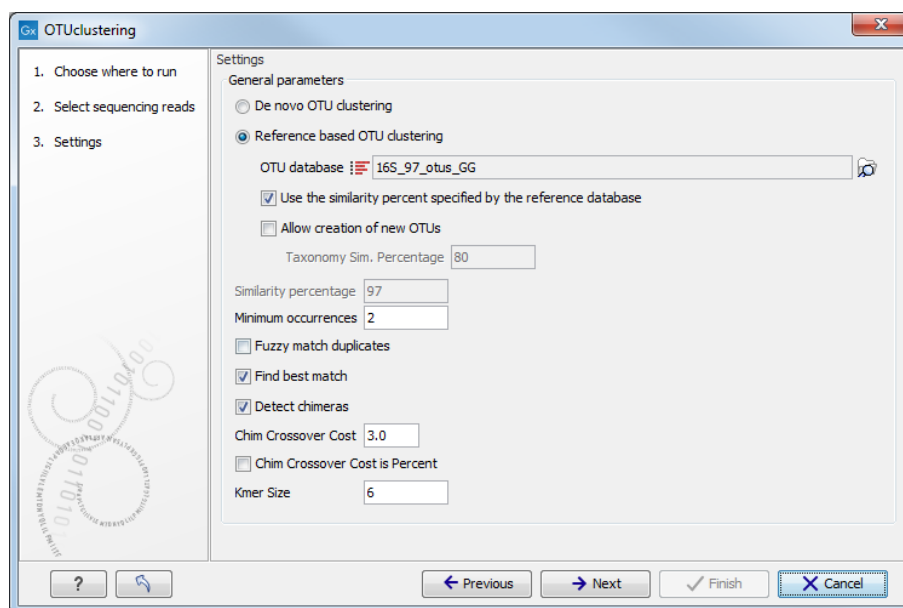 Gx OTUclustering
1. Choose where to run
2. Select sequencing reads
3. Settings
Settings
General parameters
De novo OTU clustering
Reference based OTU clustering
OTU database 16S_97_otus_GG
Use the similarity percent specified by the reference database
Allow creation of new OTUs
Taxonomy Sim. Percentage 80
Similarity percentage 97
Minimum occurrences 2
Fuzzy match duplicates
Find best match
Detect chimeras
Chim Crossover Cost 3.0
Chim Crossover Cost is Percent
Kmer Size 6
? Previous Next Finish Cancel